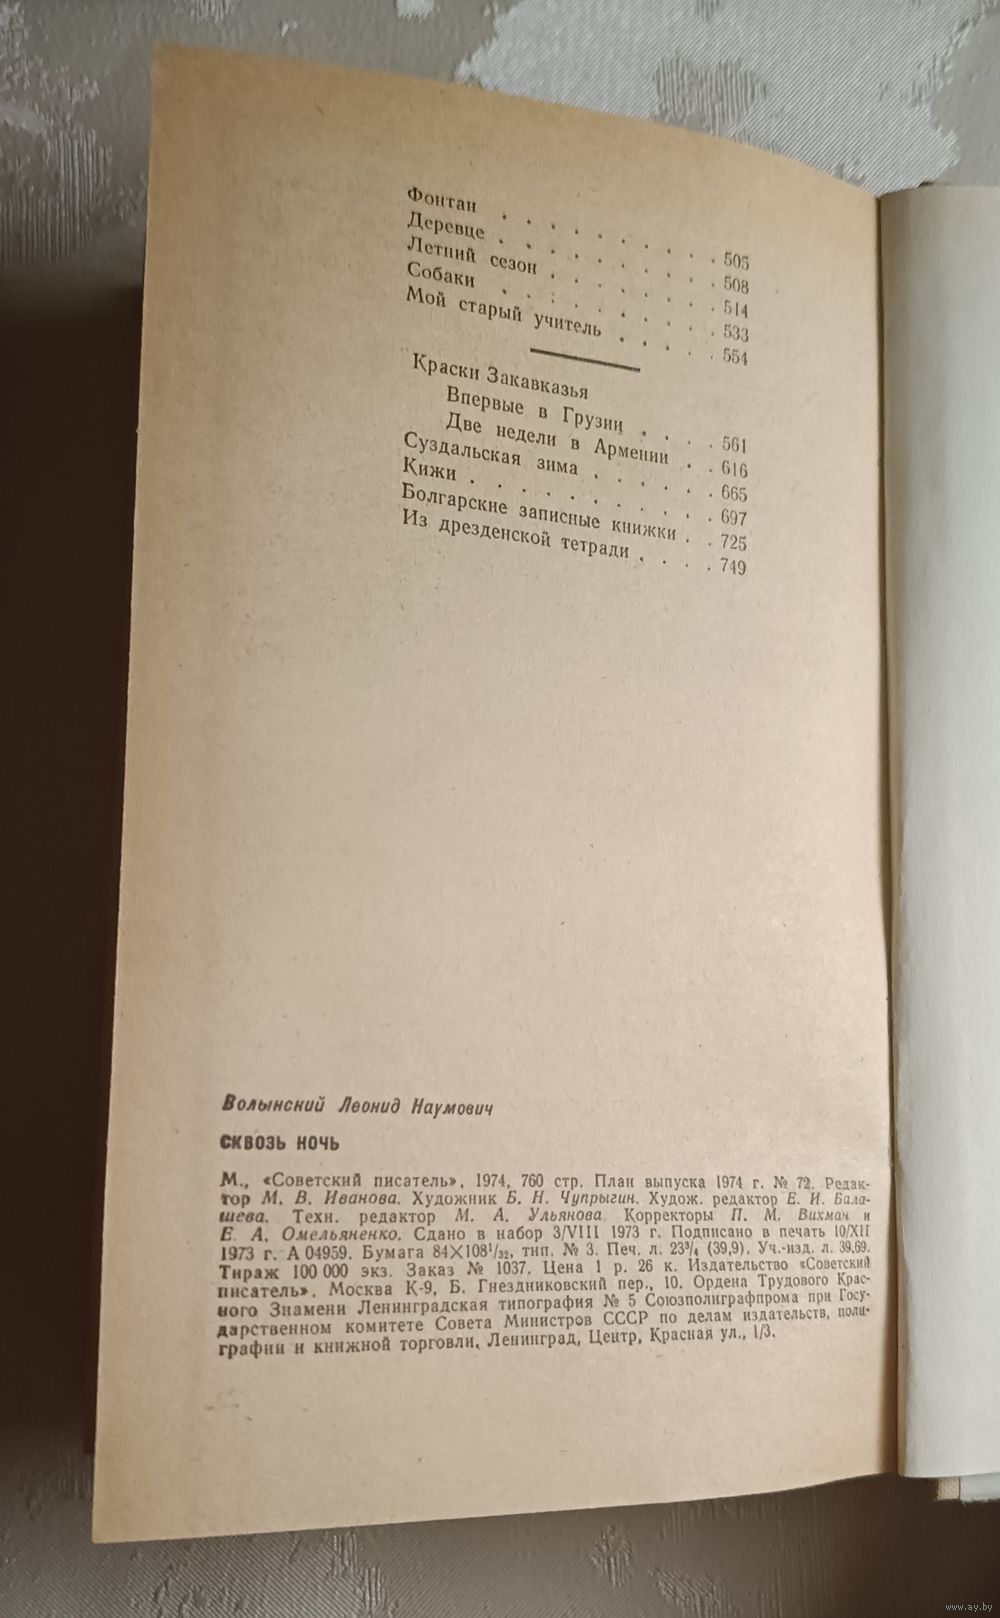 Фонтан . . . . . . . . . . 505
Деревце . . . . . . . . . . 508
Летний сезон . . . . . . . . 514
Собаки . . . . . . . . . . 533
Мой старый учитель . . . . . 554
Краски Закавказья
Впервые в Грузии . . . . 561
Две недели в Армении . . 616
Суздальская зима . . . . . . 665
Кижи . . . . . . . . . . . 697
Болгарские записные книжки . . 725
Из дрезденской тетради . . . . 749
Волынский Леонид Наумович
СКВОЗЬ НОЧЬ
М., «Советский писатель», 1974, 760 стр. План выпуска 1974 г. № 72. Редак-
тор М. В. Иванова. Художник Б. Н. Чупрыгин. Худож. редактор Е. И. Бала-
шева. Техн. редактор М. А. Ульянова. Корректоры П. М. Вихман и
Е. А. Омельяненко. Сдано в набор 3/VIII 1973 г. Подписано в печать 10/XII
1973 г. А 04959. Бумага 84×108¹/₃₂, тип. № 3. Печ. л. 23³/₄ (39,9). Уч.-изд. л. 39,69.
Тираж 100 000 экз. Заказ № 1037. Цена 1 р. 26 к. Издательство «Советский
писатель». Москва К-9, Б. Гнездниковский пер., 10. Ордена Трудового Крас-
ного Знамени Ленинградская типография № 5 Союзполиграфпрома при Госу-
дарственном комитете Совета Министров СССР по делам издательств, поли-
графии и книжной торговли. Ленинград, Центр, Красная ул., 1/3.
www.ay.by